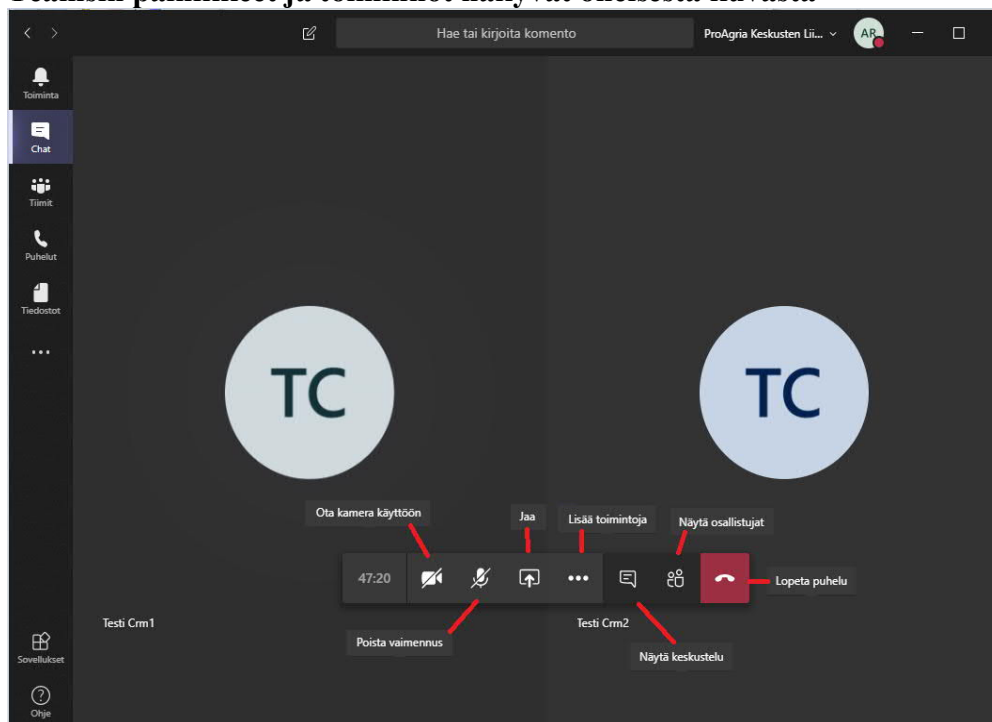 Teamsin painikkeet ja toiminnot näkyvät oheisesta kuvasta
Hae tai kirjoita komento
ProAgria Keskusten Lii...
AR
Toiminta
Chat
Tiimit
Puhelut
Tiedostot
TC
TC
Ota kamera käyttöön
Jaa
Lisää toimintoja
Näytä osallistujat
47:20
Lopeta puhelu
Testi Crm1
Testi Crm2
Poista vaimennus
Näytä keskustelu
Sovellukset
Ohje